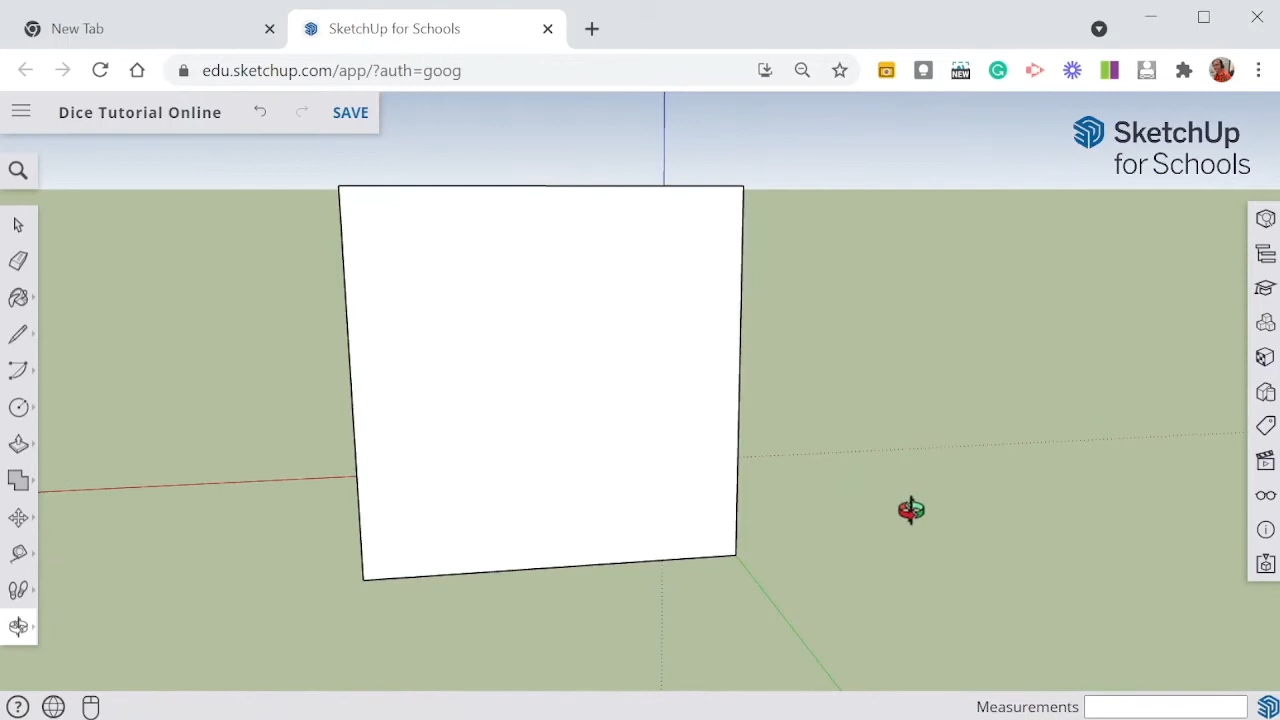 New Tab
SketchUp for Schools
edu.sketchup.com/app/?auth=goog
NEW
Dice Tutorial Online
SAVE
SketchUp
for Schools
Measurements